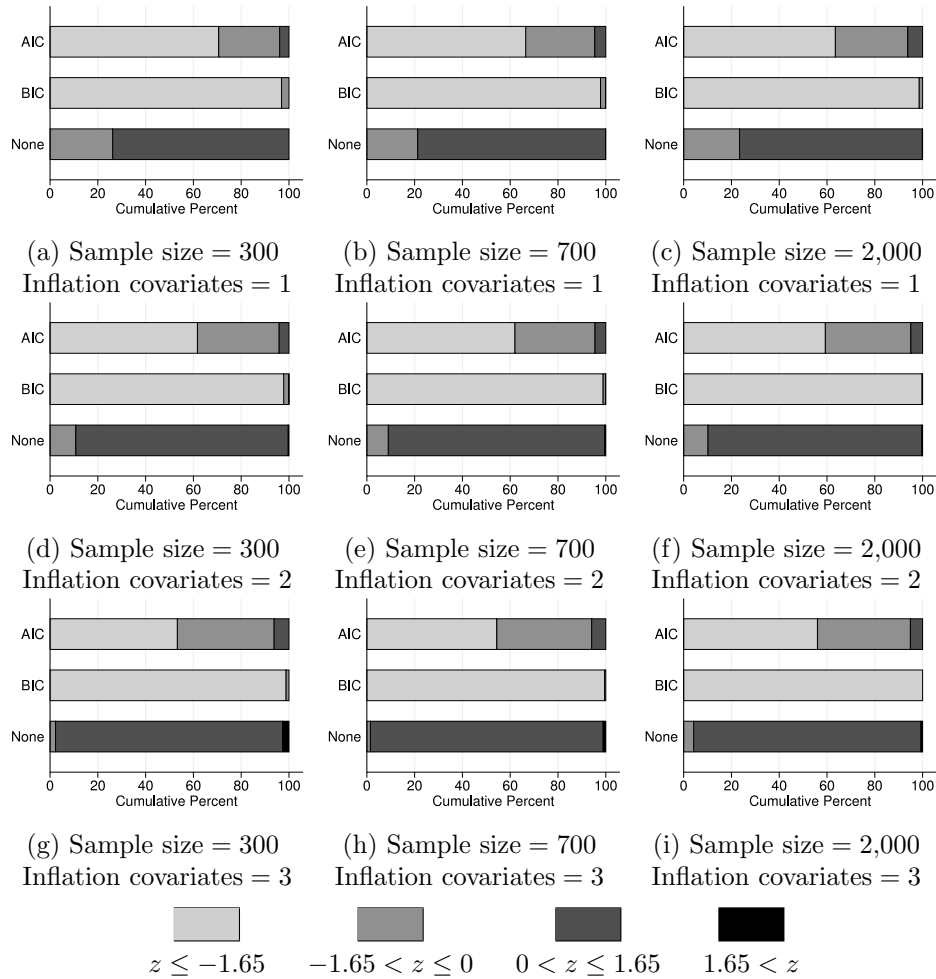 AIC
BIC
None
0 20 40 60 80 100
Cumulative Percent
AIC
BIC
None
0 20 40 60 80 100
Cumulative Percent
AIC
BIC
None
0 20 40 60 80 100
Cumulative Percent
(a) Sample size = 300
Inflation covariates = 1
(b) Sample size = 700
Inflation covariates = 1
(c) Sample size = 2,000
Inflation covariates = 1
AIC
BIC
None
0 20 40 60 80 100
Cumulative Percent
AIC
BIC
None
0 20 40 60 80 100
Cumulative Percent
AIC
BIC
None
0 20 40 60 80 100
Cumulative Percent
(d) Sample size = 300
Inflation covariates = 2
(e) Sample size = 700
Inflation covariates = 2
(f) Sample size = 2,000
Inflation covariates = 2
AIC
BIC
None
0 20 40 60 80 100
Cumulative Percent
AIC
BIC
None
0 20 40 60 80 100
Cumulative Percent
AIC
BIC
None
0 20 40 60 80 100
Cumulative Percent
(g) Sample size = 300
Inflation covariates = 3
(h) Sample size = 700
Inflation covariates = 3
(i) Sample size = 2,000
Inflation covariates = 3
z ≤ −1.65
−1.65 < z ≤ 0
0 < z ≤ 1.65
1.65 < z